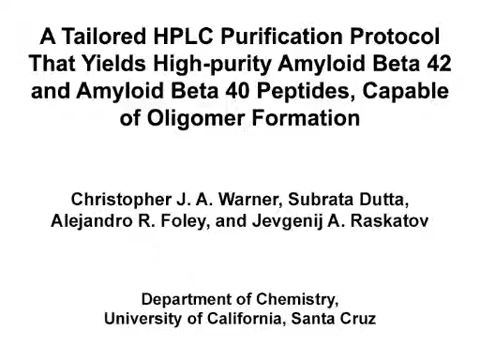 A Tailored HPLC Purification Protocol
That Yields High-purity Amyloid Beta 42
and Amyloid Beta 40 Peptides, Capable
of Oligomer Formation
Christopher J. A. Warner, Subrata Dutta,
Alejandro R. Foley, and Jevgenij A. Raskatov
Department of Chemistry,
University of California, Santa Cruz